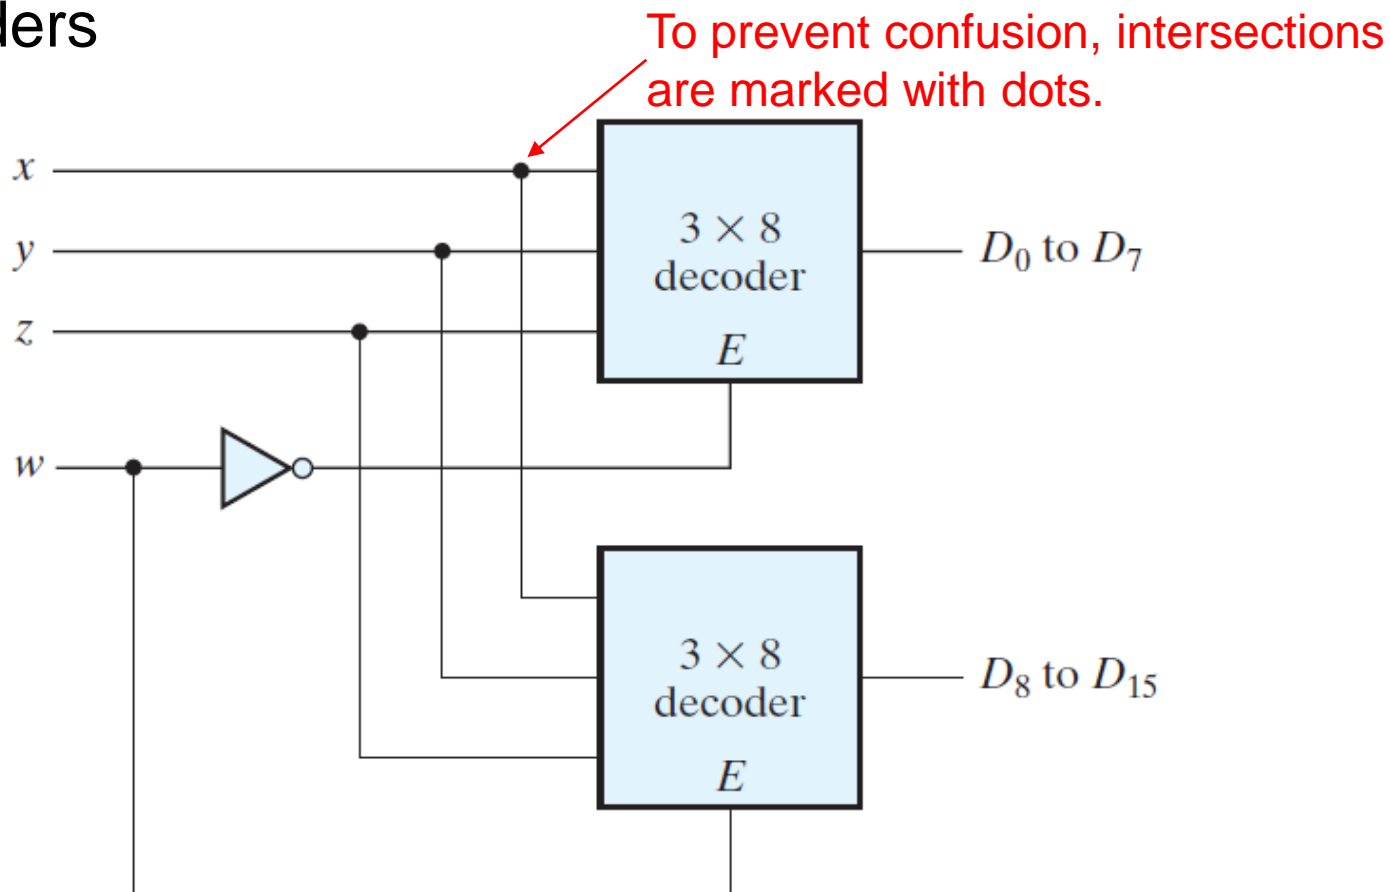 To prevent confusion, intersections
are marked with dots.
x
y
3 × 8
decoder
D₀ to D₇
z
E
w
3 × 8
decoder
D₈ to D₁₅
E